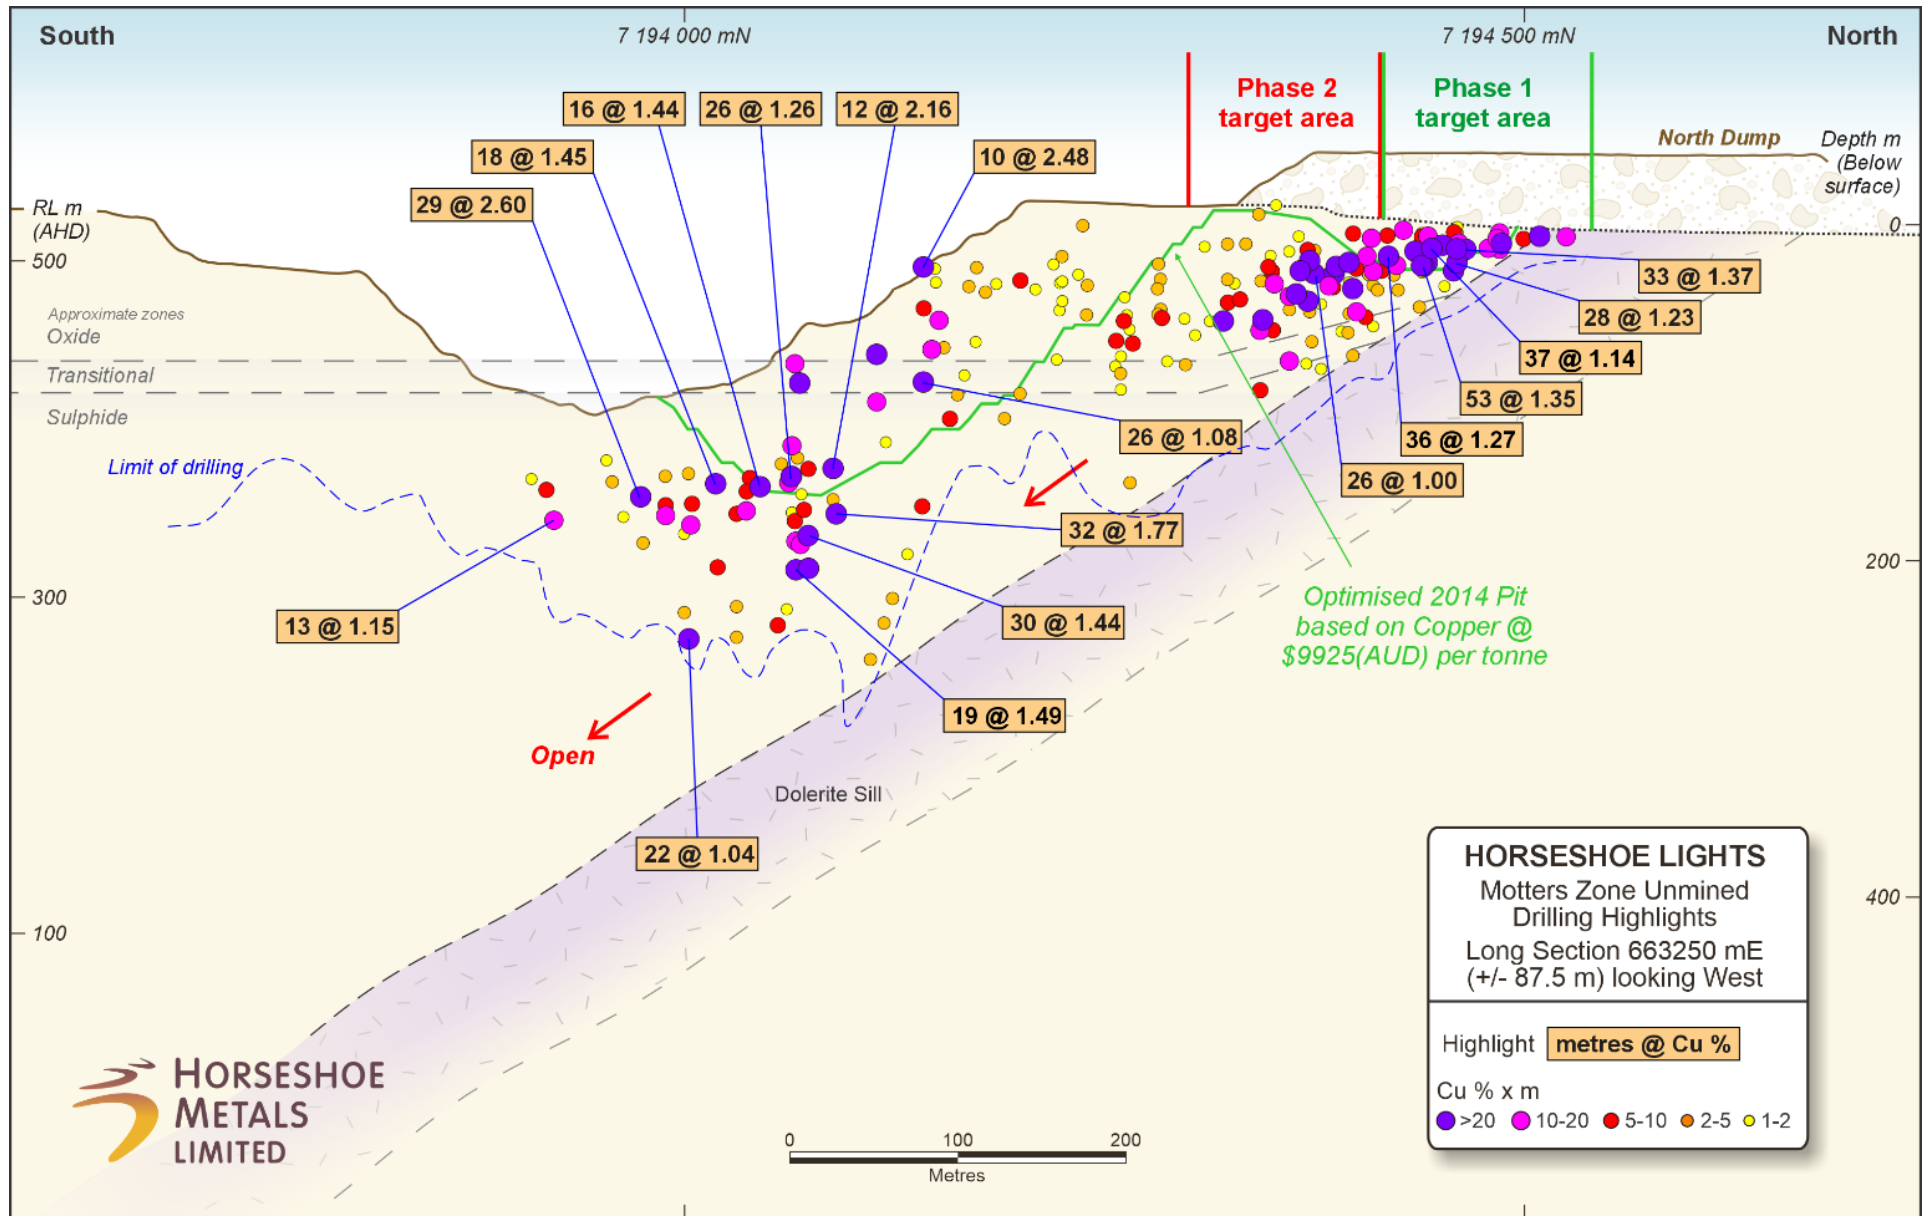 South
7 194 000 mN
7 194 500 mN
North
Phase 2
target area
Phase 1
target area
North Dump
Depth m
(Below
surface)
16 @ 1.44
26 @ 1.26
12 @ 2.16
18 @ 1.45
10 @ 2.48
29 @ 2.60
RL m
(AHD)
0
500
33 @ 1.37
28 @ 1.23
Approximate zones
Oxide
37 @ 1.14
Transitional
53 @ 1.35
Sulphide
26 @ 1.08
36 @ 1.27
Limit of drilling
26 @ 1.00
32 @ 1.77
200
300
Optimised 2014 Pit
based on Copper @
$9925(AUD) per tonne
13 @ 1.15
30 @ 1.44
19 @ 1.49
Open
Dolerite Sill
22 @ 1.04
400
100
HORSESHOE LIGHTS
Motters Zone Unmined
Drilling Highlights
Long Section 663250 mE
(+/- 87.5 m) looking West
Highlight metres @ Cu %
Cu % x m
>20 10-20 5-10 2-5 1-2
HORSESHOE
METALS
LIMITED
0 100 200
Metres